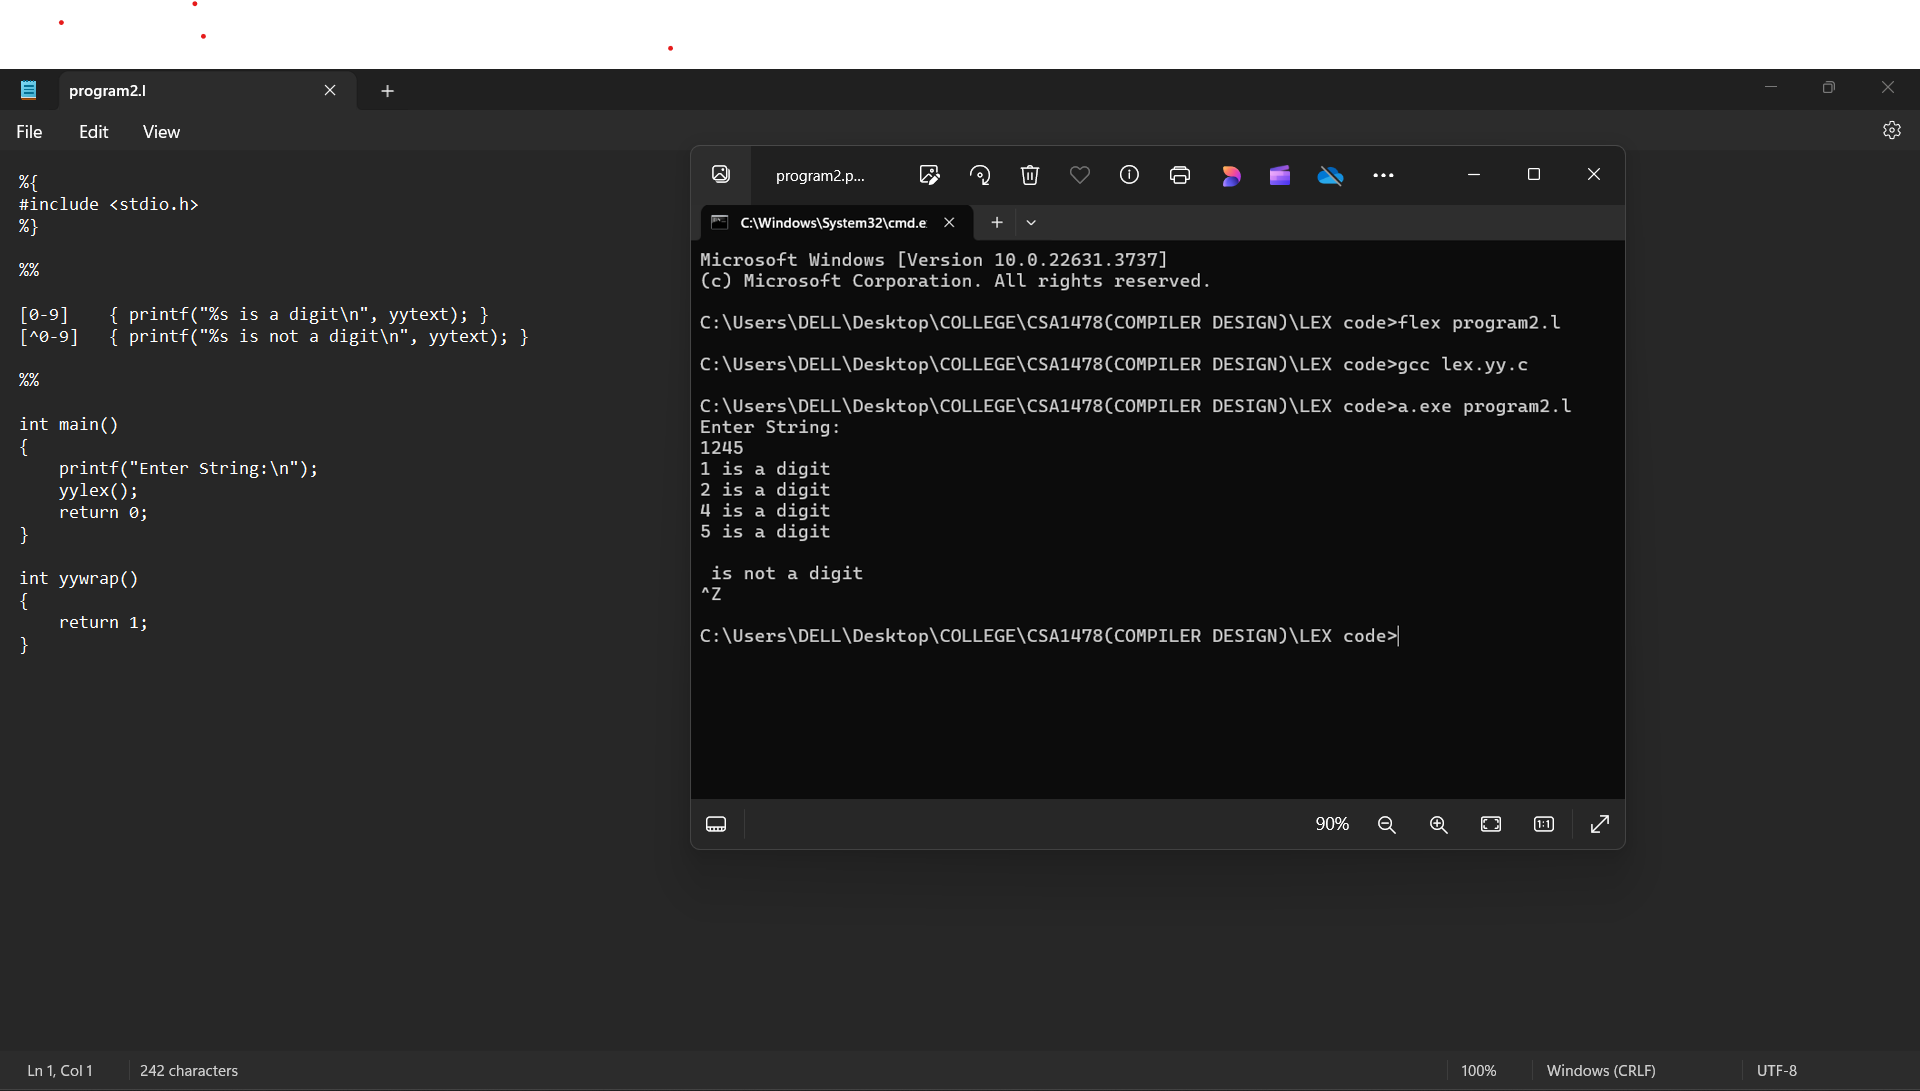 program2.l
File Edit View
%{
#include <stdio.h>
%}
%%
[0-9] { printf("%s is a digit\n", yytext); }
[^0-9] { printf("%s is not a digit\n", yytext); }
%%
int main()
{
printf("Enter String:\n");
yylex();
return 0;
}
int yywrap()
{
return 1;
}
program2.p...
C:\Windows\System32\cmd.e
Microsoft Windows [Version 10.0.22631.3737]
(c) Microsoft Corporation. All rights reserved.
C:\Users\DELL\Desktop\COLLEGE\CSA1478(COMPILER DESIGN)\LEX code>flex program2.l
C:\Users\DELL\Desktop\COLLEGE\CSA1478(COMPILER DESIGN)\LEX code>gcc lex.yy.c
C:\Users\DELL\Desktop\COLLEGE\CSA1478(COMPILER DESIGN)\LEX code>a.exe program2.l
Enter String:
1245
1 is a digit
2 is a digit
4 is a digit
5 is a digit
is not a digit
^Z
C:\Users\DELL\Desktop\COLLEGE\CSA1478(COMPILER DESIGN)\LEX code>
90% 1:1
Ln 1, Col 1 242 characters 100% Windows (CRLF) UTF-8